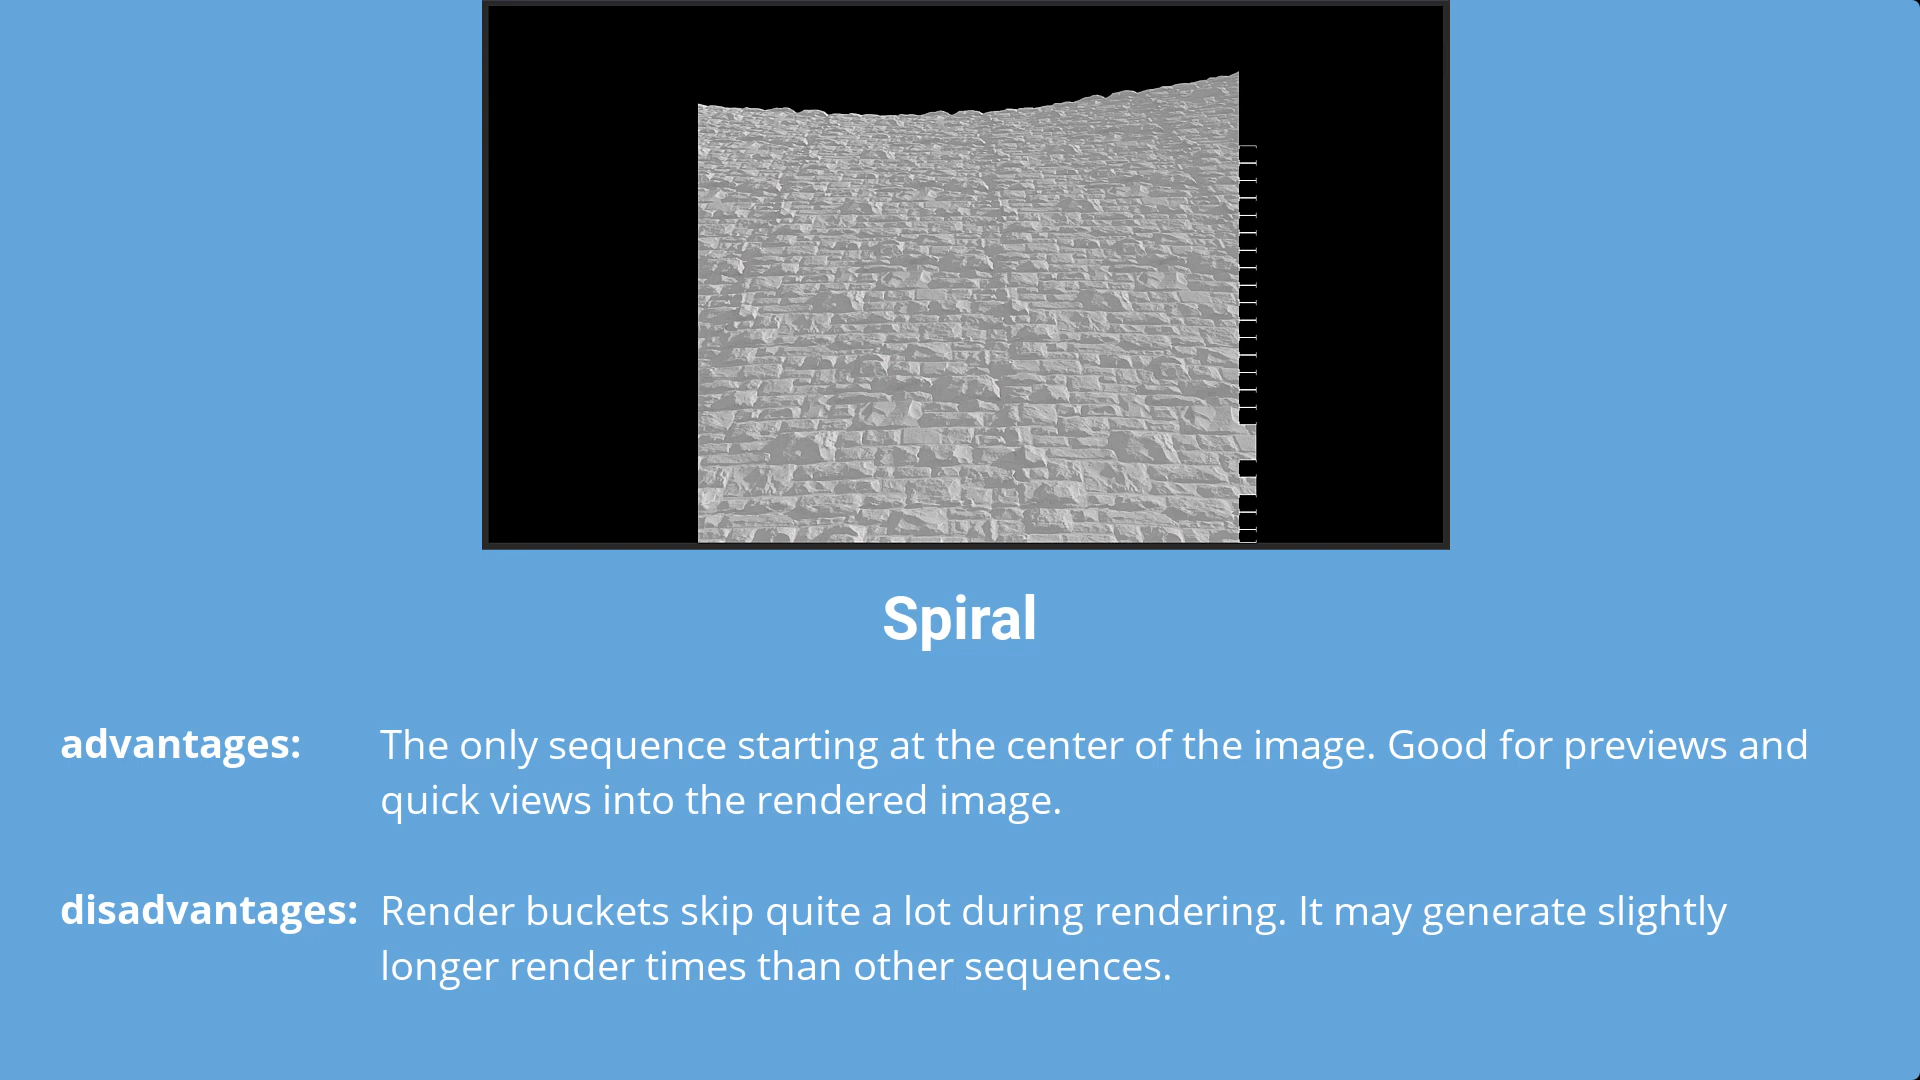 Spiral
advantages: The only sequence starting at the center of the image. Good for previews and
quick views into the rendered image.
disadvantages: Render buckets skip quite a lot during rendering. It may generate slightly
longer render times than other sequences.